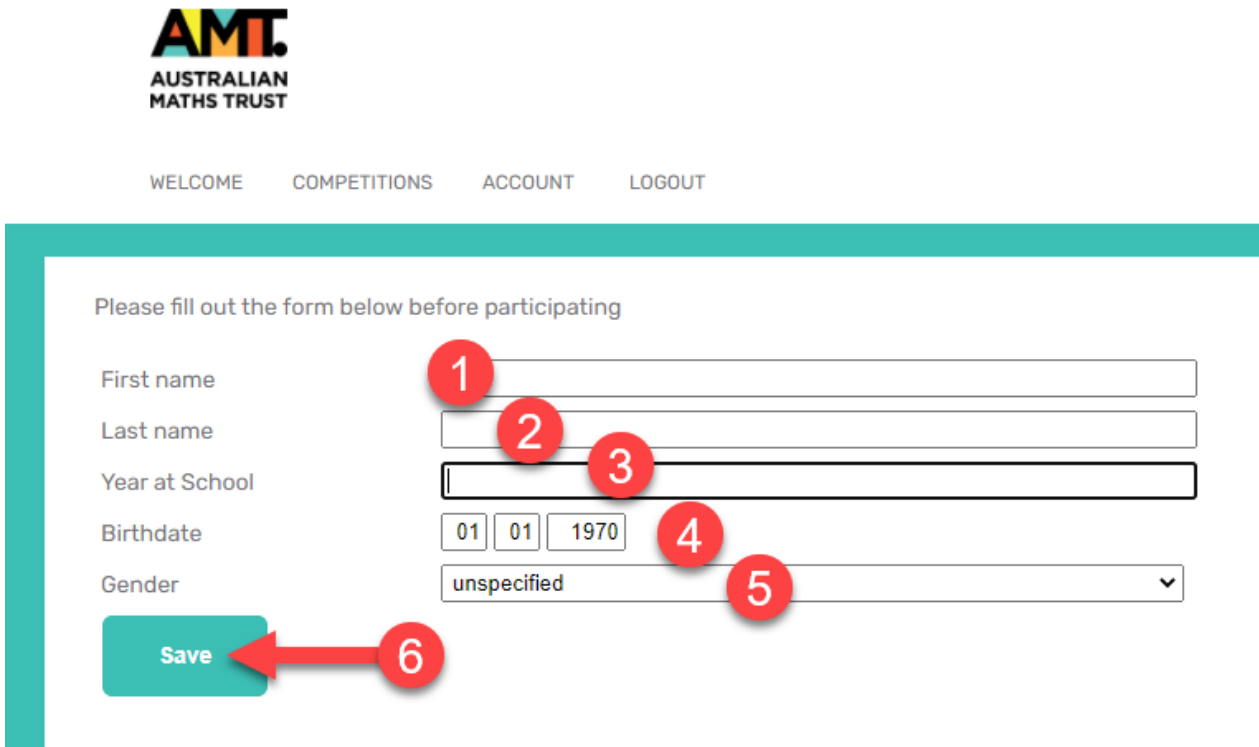 AMT.
AUSTRALIAN
MATHS TRUST
WELCOME COMPETITIONS ACCOUNT LOGOUT
Please fill out the form below before participating
First name 1
Last name 2
Year at School 3
Birthdate 01 01 1970 4
Gender unspecified 5
Save 6